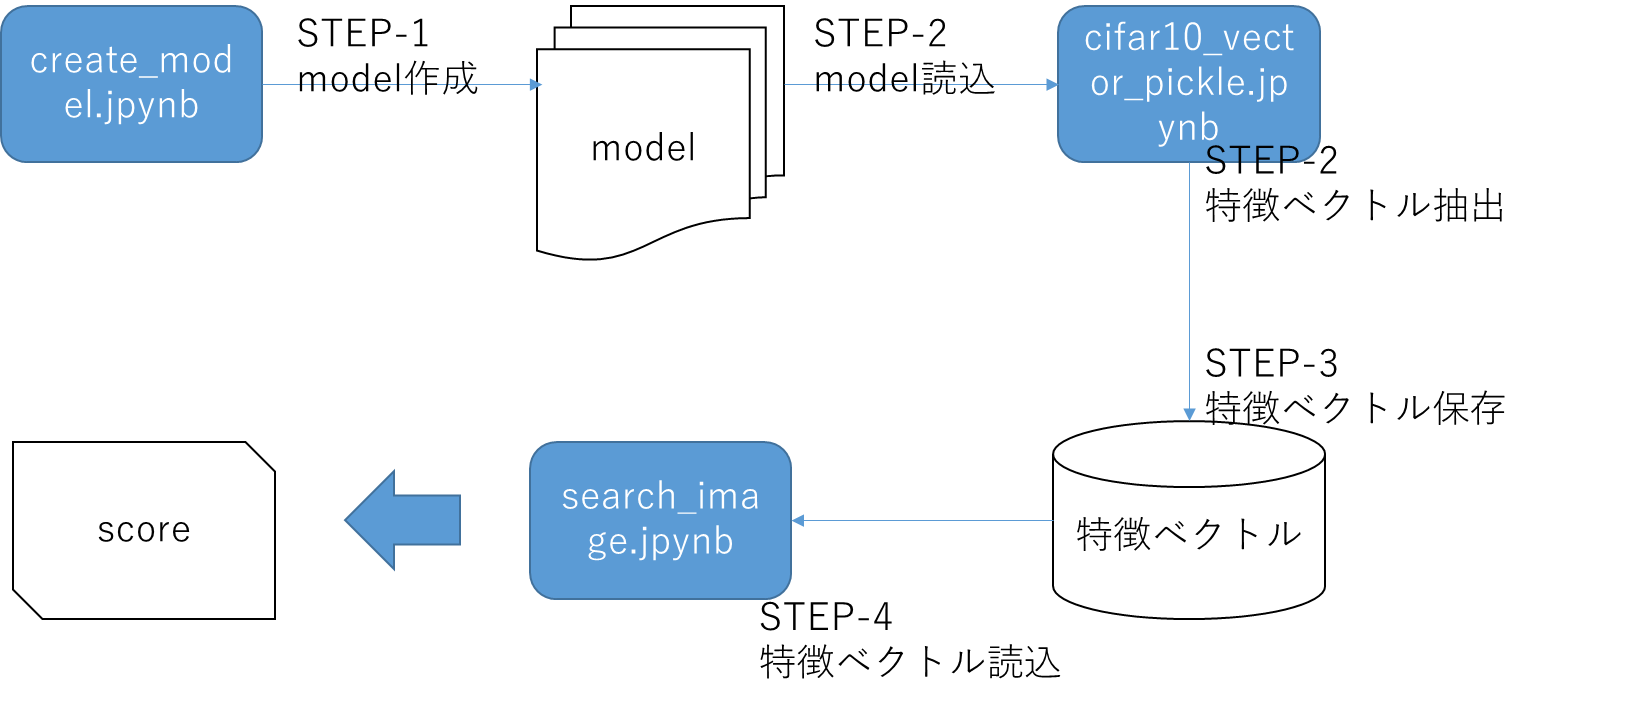 create_mod
el.jpynb
STEP-1
model作成
model
STEP-2
model読込
cifar10_vect
or_pickle.jp
ynb
STEP-2
特徴ベクトル抽出
STEP-3
特徴ベクトル保存
特徴ベクトル
search_ima
ge.jpynb
STEP-4
特徴ベクトル読込
score